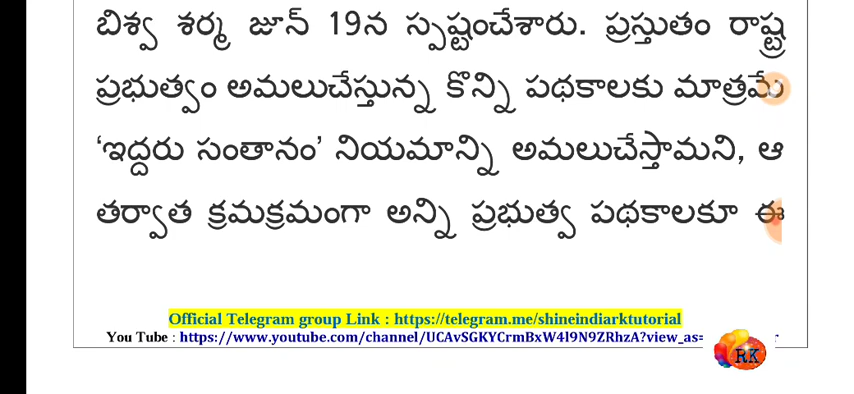 బిశ్వ శర్మ జూన్ 19న స్పష్టంచేశారు. ప్రస్తుతం రాష్ట్ర
ప్రభుత్వం అమలుచేస్తున్న కొన్ని పథకాలకు మాత్రమే
‘ఇద్దరు సంతానం’ నియమాన్ని అమలుచేస్తామని, ఆ
తర్వాత క్రమక్రమంగా అన్ని ప్రభుత్వ పథకాలకూ ఈ
Official Telegram group Link : https://telegram.me/shineindiarktutorial
You Tube : https://www.youtube.com/channel/UCAvSGKYCrmBxW4l9N9ZRhzA?view_as=
RK